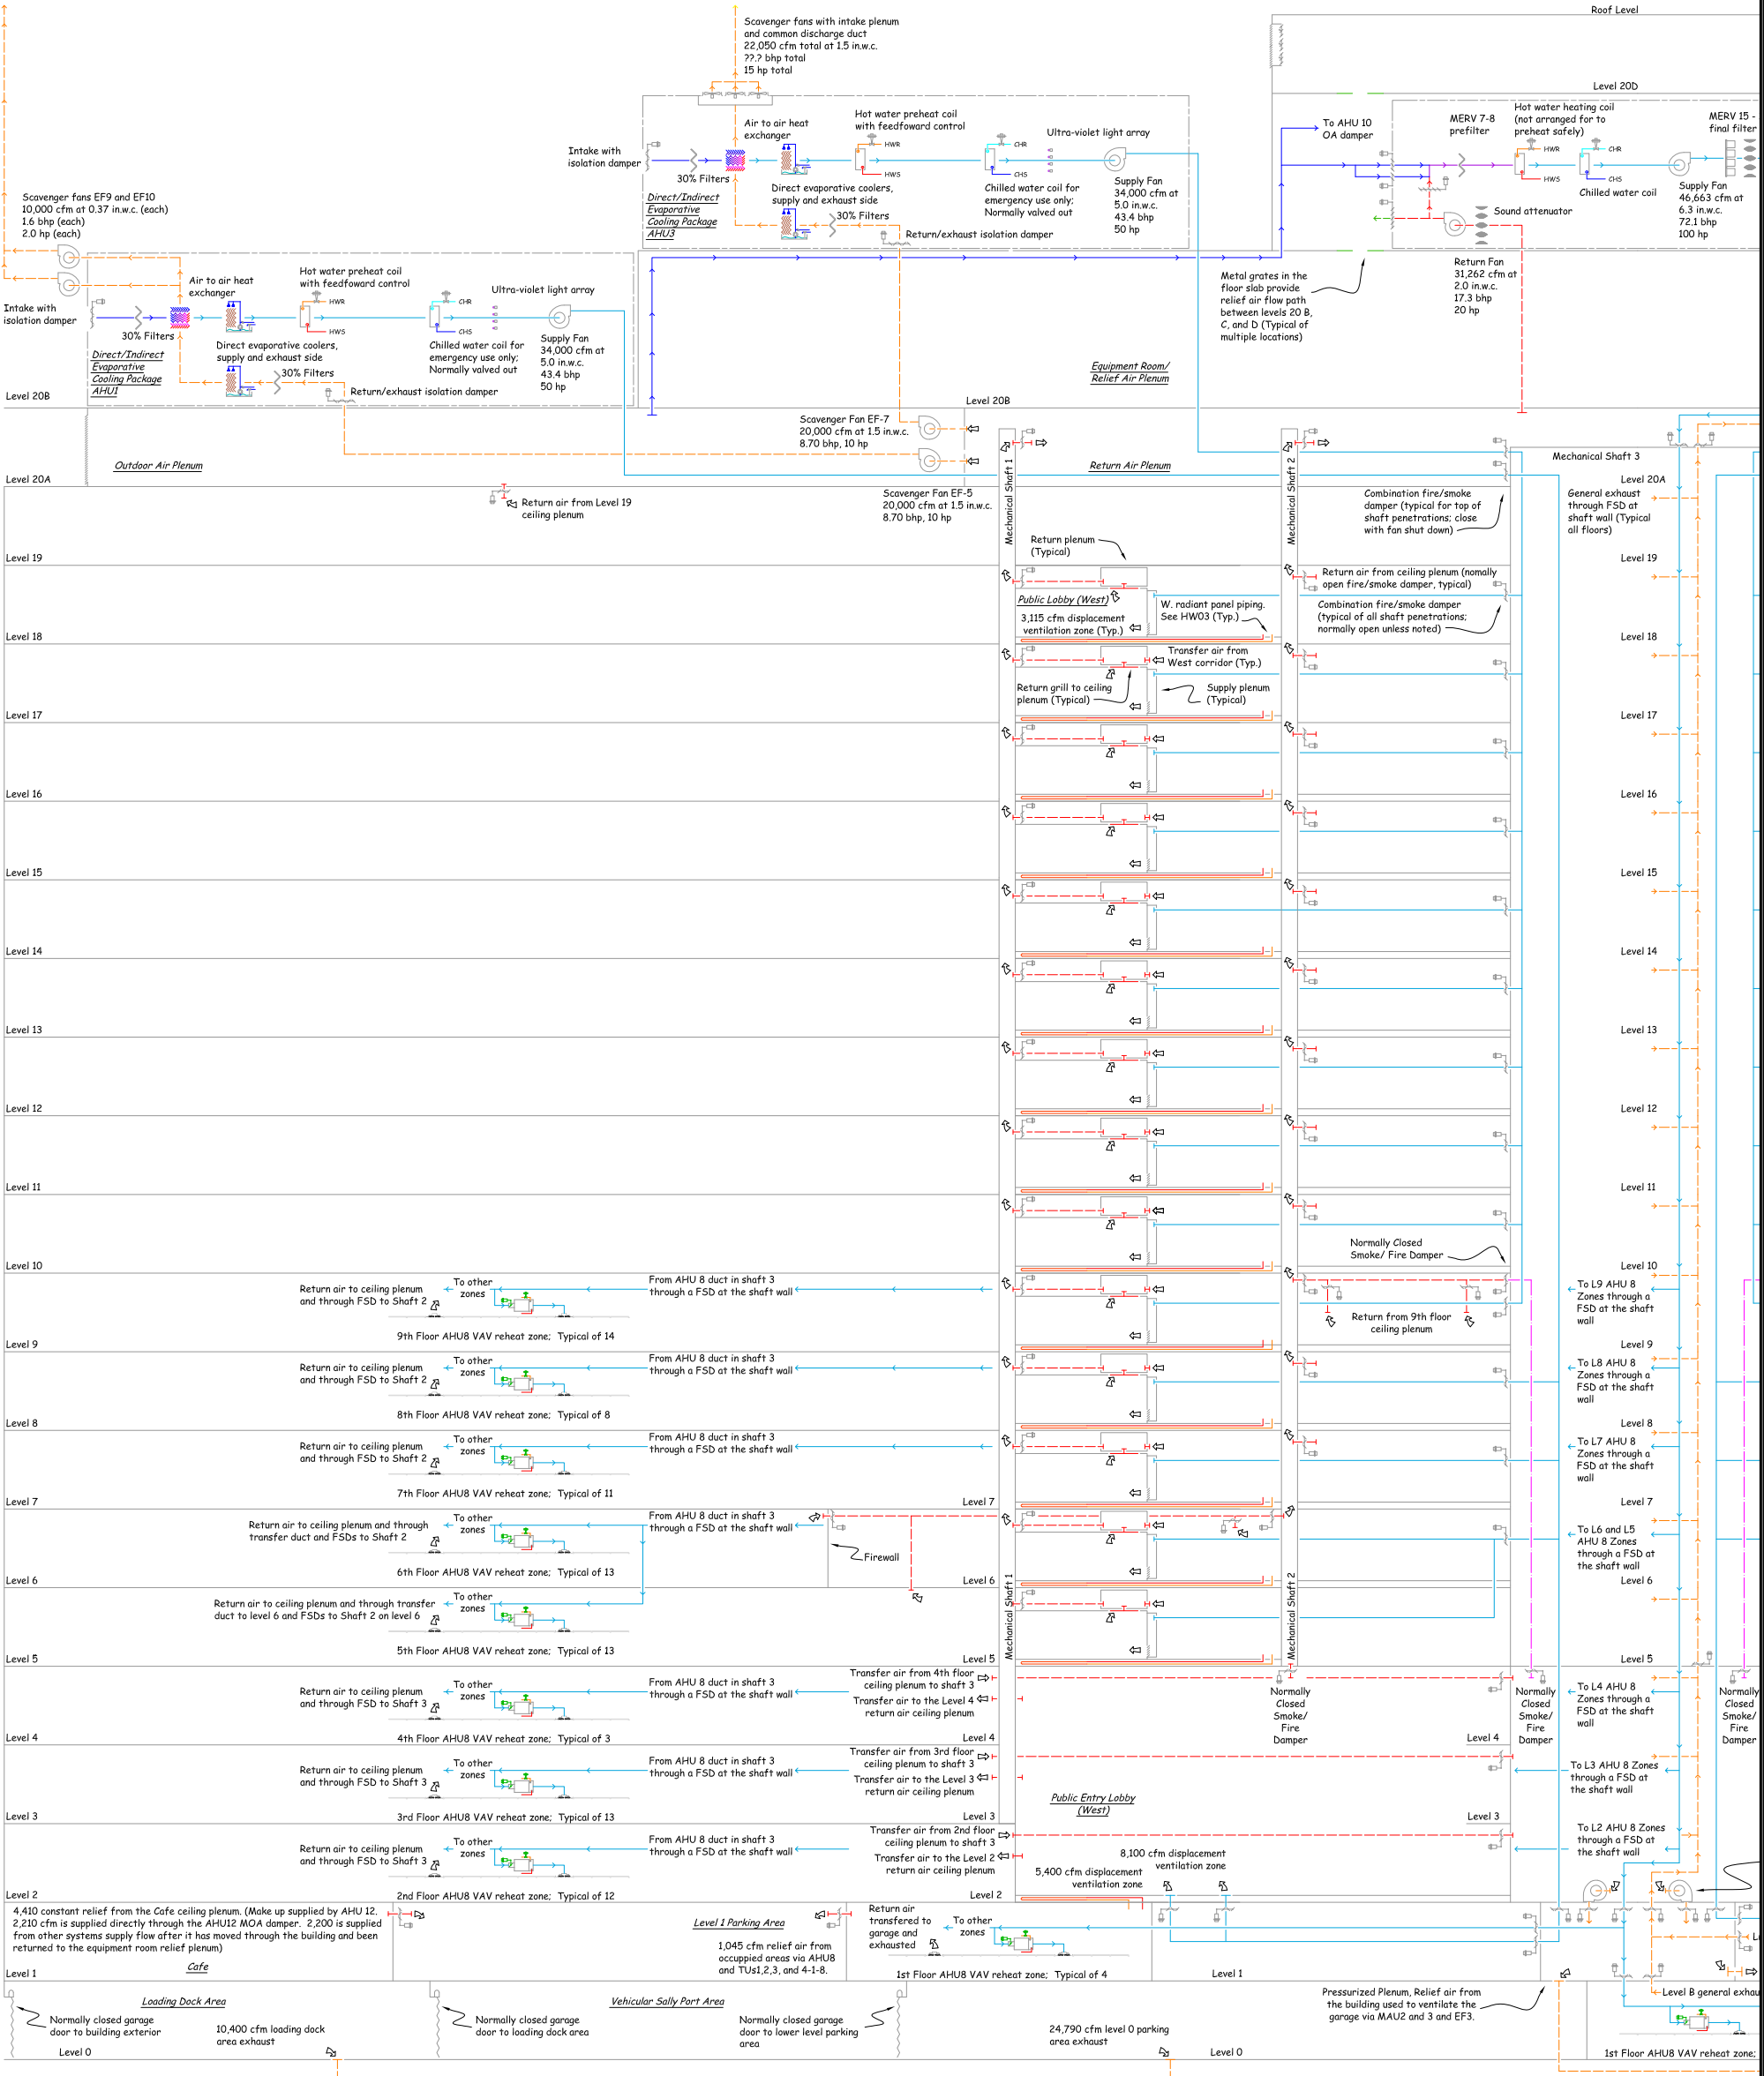 Roof Level
Scavenger fans with intake plenum
and common discharge duct
22,050 cfm total at 1.5 in.w.c.
??.? bhp total
15 hp total
Level 20D
Air to air heat
exchanger
Hot water preheat coil
with feedfoward control
HWR
HWS
CHR
CHS
Ultra-violet light array
Intake with
isolation damper
30% Filters
Direct/Indirect
Evaporative
Cooling Package
AHU3
Direct evaporative coolers,
supply and exhaust side
30% Filters
Return/exhaust isolation damper
Chilled water coil for
emergency use only;
Normally valved out
Supply Fan
34,000 cfm at
5.0 in.w.c.
43.4 bhp
50 hp
To AHU 10
OA damper
MERV 7-8
prefilter
Hot water heating coil
(not arranged for to
preheat safely)
HWR
HWS
CHR
CHS
Chilled water coil
MERV 15 -
final filter
Supply Fan
46,663 cfm at
6.3 in.w.c.
72.1 bhp
100 hp
Sound attenuator
Return Fan
31,262 cfm at
2.0 in.w.c.
17.3 bhp
20 hp
Metal grates in the
floor slab provide
relief air flow path
between levels 20 B,
C, and D (Typical of
multiple locations)
Scavenger fans EF9 and EF10
10,000 cfm at 0.37 in.w.c. (each)
1.6 bhp (each)
2.0 hp (each)
Air to air heat
exchanger
Hot water preheat coil
with feedfoward control
HWR
HWS
CHR
CHS
Ultra-violet light array
Intake with
isolation damper
30% Filters
Direct/Indirect
Evaporative
Cooling Package
AHU1
Direct evaporative coolers,
supply and exhaust side
30% Filters
Return/exhaust isolation damper
Chilled water coil for
emergency use only;
Normally valved out
Supply Fan
34,000 cfm at
5.0 in.w.c.
43.4 bhp
50 hp
Equipment Room/
Relief Air Plenum
Level 20B
Level 20B
Scavenger Fan EF-7
20,000 cfm at 1.5 in.w.c.
8.70 bhp, 10 hp
Outdoor Air Plenum
Return Air Plenum
Mechanical Shaft 1
Mechanical Shaft 2
Mechanical Shaft 3
Level 20A
Level 20A
Return air from Level 19
ceiling plenum
Scavenger Fan EF-5
20,000 cfm at 1.5 in.w.c.
8.70 bhp, 10 hp
Combination fire/smoke
damper (typical for top of
shaft penetrations; close
with fan shut down)
General exhaust
through FSD at
shaft wall (Typical
all floors)
Return plenum
(Typical)
Level 19
Level 19
Return air from ceiling plenum (nomally
open fire/smoke damper, typical)
Public Lobby (West)
3,115 cfm displacement
ventilation zone (Typ.)
W. radiant panel piping.
See HW03 (Typ.)
Combination fire/smoke damper
(typical of all shaft penetrations;
normally open unless noted)
Level 18
Level 18
Transfer air from
West corridor (Typ.)
Return grill to ceiling
plenum (Typical)
Supply plenum
(Typical)
Level 17
Level 17
Level 16
Level 16
Level 15
Level 15
Level 14
Level 14
Level 13
Level 13
Level 12
Level 12
Level 11
Level 11
Normally Closed
Smoke/ Fire Damper
Level 10
Level 10
Return air to ceiling plenum
and through FSD to Shaft 2
To other
zones
From AHU 8 duct in shaft 3
through a FSD at the shaft wall
9th Floor AHU8 VAV reheat zone;  Typical of 14
Return from 9th floor
ceiling plenum
To L9 AHU 8
Zones through a
FSD at the shaft
wall
Level 9
Level 9
Return air to ceiling plenum
and through FSD to Shaft 2
To other
zones
From AHU 8 duct in shaft 3
through a FSD at the shaft wall
8th Floor AHU8 VAV reheat zone;  Typical of 8
To L8 AHU 8
Zones through a
FSD at the shaft
wall
Level 8
Level 8
Return air to ceiling plenum
and through FSD to Shaft 2
To other
zones
From AHU 8 duct in shaft 3
through a FSD at the shaft wall
7th Floor AHU8 VAV reheat zone;  Typical of 11
To L7 AHU 8
Zones through a
FSD at the shaft
wall
Level 7
Level 7
Level 7
Return air to ceiling plenum and through
transfer duct and FSDs to Shaft 2
To other
zones
From AHU 8 duct in shaft 3
through a FSD at the shaft wall
Firewall
6th Floor AHU8 VAV reheat zone;  Typical of 13
To L6 and L5
AHU 8 Zones
through a FSD at
the shaft wall
Level 6
Level 6
Level 6
Mechanical Shaft 1
Mechanical Shaft 2
Return air to ceiling plenum and through transfer
duct to level 6 and FSDs to Shaft 2 on level 6
To other
zones
5th Floor AHU8 VAV reheat zone;  Typical of 13
Level 5
Level 5
Level 5
Return air to ceiling plenum
and through FSD to Shaft 3
To other
zones
From AHU 8 duct in shaft 3
through a FSD at the shaft wall
Transfer air from 4th floor
ceiling plenum to shaft 3
Transfer air to the Level 4
return air ceiling plenum
Normally
Closed
Smoke/
Fire
Damper
Normally
Closed
Smoke/
Fire
Damper
To L4 AHU 8
Zones through a
FSD at the shaft
wall
Normally
Closed
Smoke/
Fire
Damper
4th Floor AHU8 VAV reheat zone;  Typical of 3
Level 4
Level 4
Level 4
Return air to ceiling plenum
and through FSD to Shaft 3
To other
zones
From AHU 8 duct in shaft 3
through a FSD at the shaft wall
Transfer air from 3rd floor
ceiling plenum to shaft 3
Transfer air to the Level 3
return air ceiling plenum
To L3 AHU 8 Zones
through a FSD at
the shaft wall
Public Entry Lobby
(West)
3rd Floor AHU8 VAV reheat zone;  Typical of 13
Level 3
Level 3
Level 3
Return air to ceiling plenum
and through FSD to Shaft 3
To other
zones
From AHU 8 duct in shaft 3
through a FSD at the shaft wall
Transfer air from 2nd floor
ceiling plenum to shaft 3
Transfer air to the Level 2
return air ceiling plenum
8,100 cfm displacement
ventilation zone
5,400 cfm displacement
ventilation zone
To L2 AHU 8 Zones
through a FSD at
the shaft wall
2nd Floor AHU8 VAV reheat zone;  Typical of 12
Level 2
Level 2
4,410 constant relief from the Cafe ceiling plenum. (Make up supplied by AHU 12.
2,210 cfm is supplied directly through the AHU12 MOA damper.  2,200 is supplied
from other systems supply flow after it has moved through the building and been
returned to the equipment room relief plenum)
Cafe
Level 1 Parking Area
1,045 cfm relief air from
occuppied areas via AHU8
and TUs1,2,3, and 4-1-8.
Return air
transfered to
garage and
exhausted
To other
zones
1st Floor AHU8 VAV reheat zone;  Typical of 4
Level 1
Level 1
Loading Dock Area
Vehicular Sally Port Area
Normally closed garage
door to building exterior
10,400 cfm loading dock
area exhaust
Normally closed garage
door to loading dock area
Normally closed garage
door to lower level parking
area
24,790 cfm level 0 parking
area exhaust
Pressurized Plenum, Relief air from
the building used to ventilate the
garage via MAU2 and 3 and EF3.
Level B general exhau
Level 0
Level 0
1st Floor AHU8 VAV reheat zone;